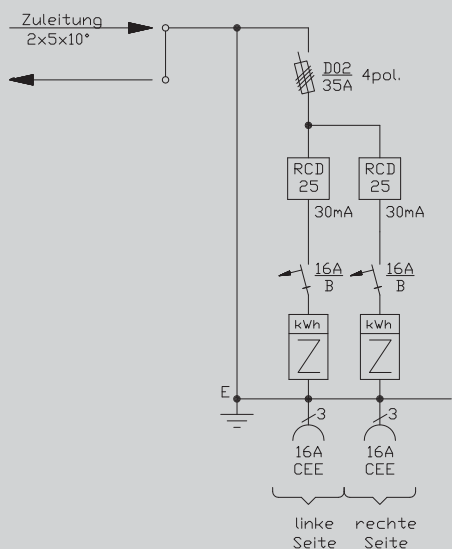 Zuleitung
2x5x10°
D02
35A
4pol.
RCD
25
RCD
25
30mA
30mA
16A
B
16A
B
kWh
kWh
Z
Z
E
3
3
16A
CEE
16A
CEE
linke
Seite
rechte
Seite